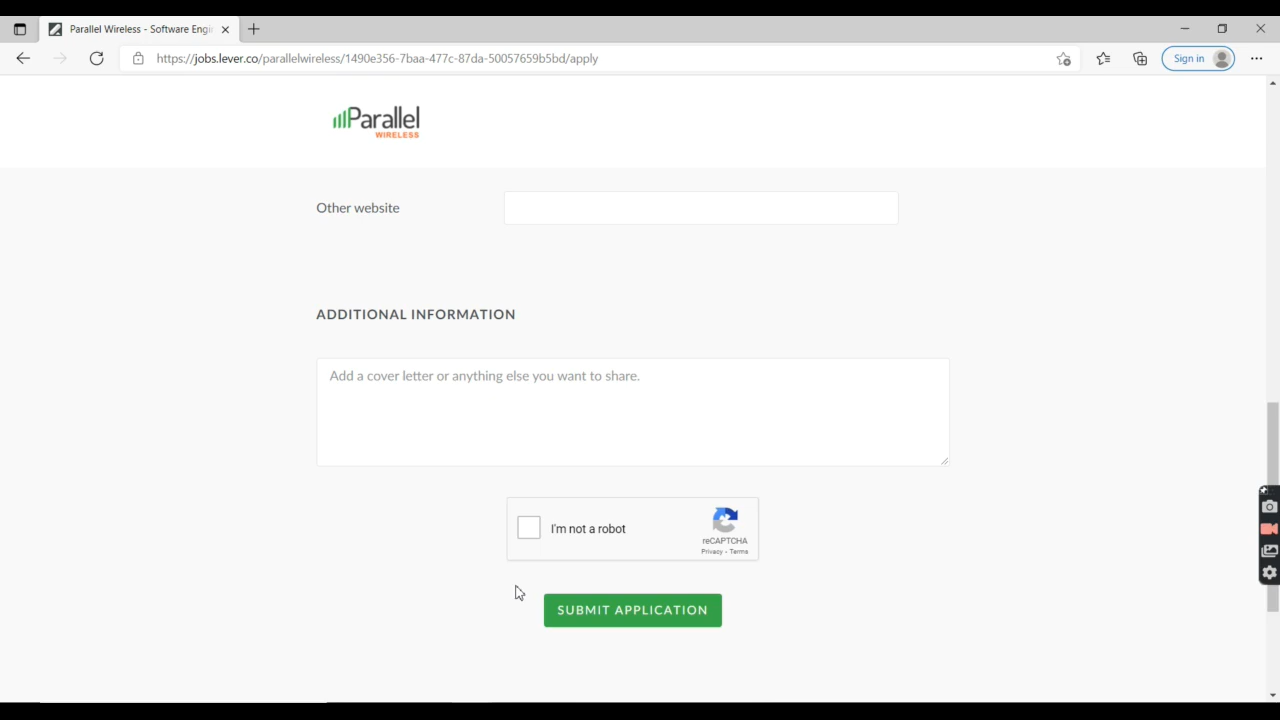 Parallel Wireless - Software Engi
https://jobs.lever.co/parallelwireless/1490e356-7baa-477c-87da-50057659b5bd/apply
Sign in
Parallel
WIRELESS
Other website
ADDITIONAL INFORMATION
Add a cover letter or anything else you want to share.
I'm not a robot
reCAPTCHA
Privacy - Terms
SUBMIT APPLICATION